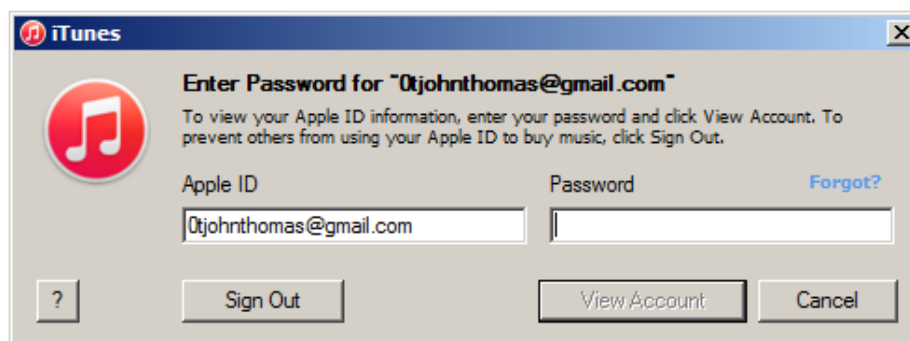 iTunes
Enter Password for "0tjohnthomas@gmail.com"
To view your Apple ID information, enter your password and click View Account. To
prevent others from using your Apple ID to buy music, click Sign Out.
Apple ID
Password
Forgot?
0tjohnthomas@gmail.com
?
Sign Out
View Account
Cancel